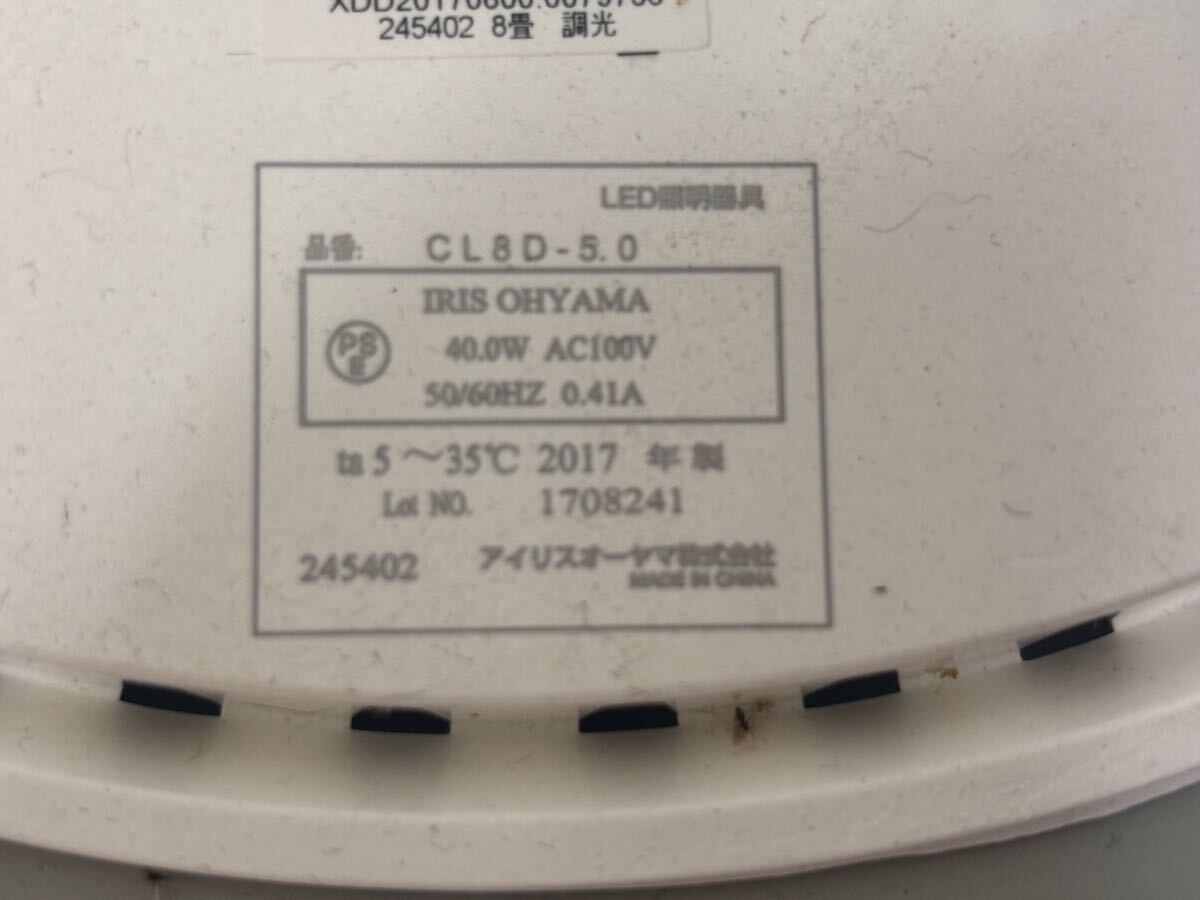 245402 8畳 調光
LED照明器具
品番: CL8D-5.0
IRIS OHYAMA
PS E
40.0W AC100V
50/60HZ 0.41A
ta 5～35℃ 2017 年製
Lot NO. 1708241
245402 アイリスオーヤマ株式会社
MADE IN CHINA